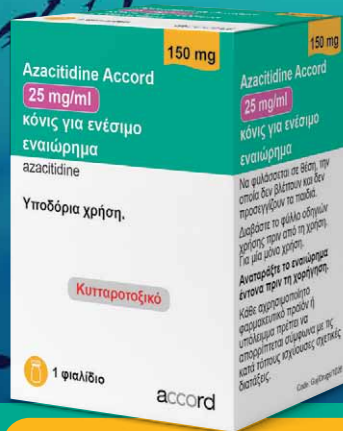 150 mg
Azacitidine Accord
25 mg/ml
κόνις για ενέσιμο
εναιώρημα
azacitidine
Υποδόρια χρήση.
Κυτταροτοξικό
1 φιαλίδιο
accord
150 mg
Azacitidine Accord
25 mg/ml
κόνις για ενέσιμο
εναιώρημα
Να φυλάσσεται σε θέση, την
οποία δεν βλέπουν και δεν
προσεγγίζουν τα παιδιά.
Διαβάστε το φύλλο οδηγιών
χρήσης πριν από τη χρήση.
Για μία μόνο χρήση.
Αναταράξτε το εναιώρημα
έντονα πριν τη χορήγηση.
Κάθε αχρησιμοποίητο
φαρμακευτικό προϊόν ή
υπόλειμμα πρέπει να
απορρίπτεται σύμφωνα με τις
κατά τόπους ισχύουσες σχετικές
διατάξεις.